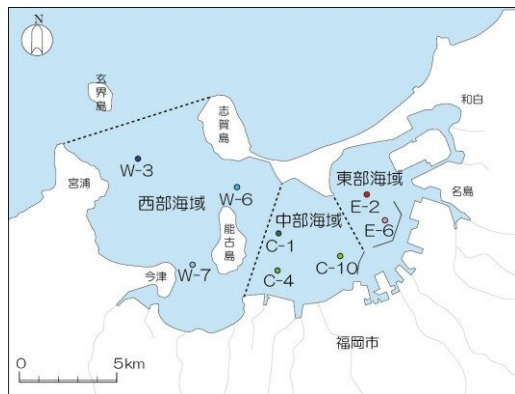 N
玄界島
志賀島
和白
W-3
宮浦
東部海域
名島
W-6
E-2
西部海域
中部海域
E-6
能古島
C-1
今津
W-7
C-10
C-4
福岡市
0 5km